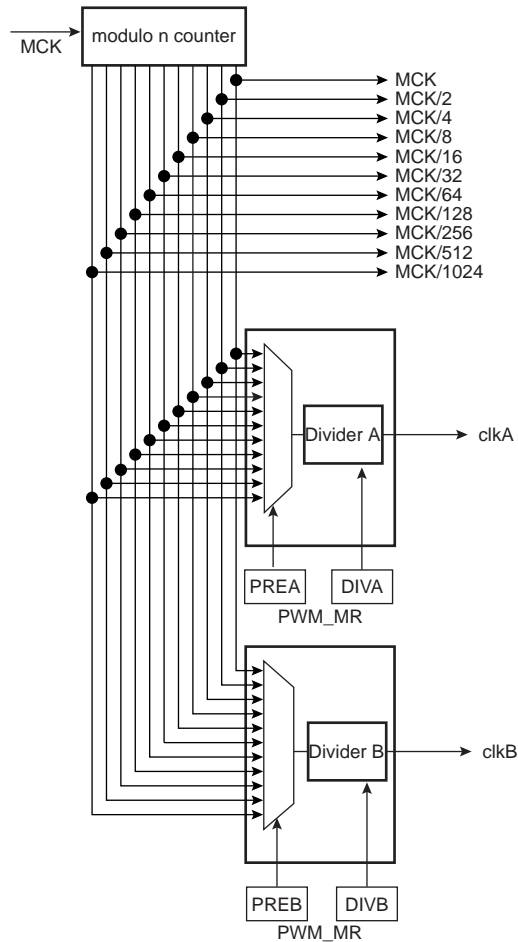 modulo n counter
MCK
MCK
MCK/2
MCK/4
MCK/8
MCK/16
MCK/32
MCK/64
MCK/128
MCK/256
MCK/512
MCK/1024
Divider A
clkA
PREA
DIVA
PWM_MR
Divider B
clkB
PREB
DIVB
PWM_MR